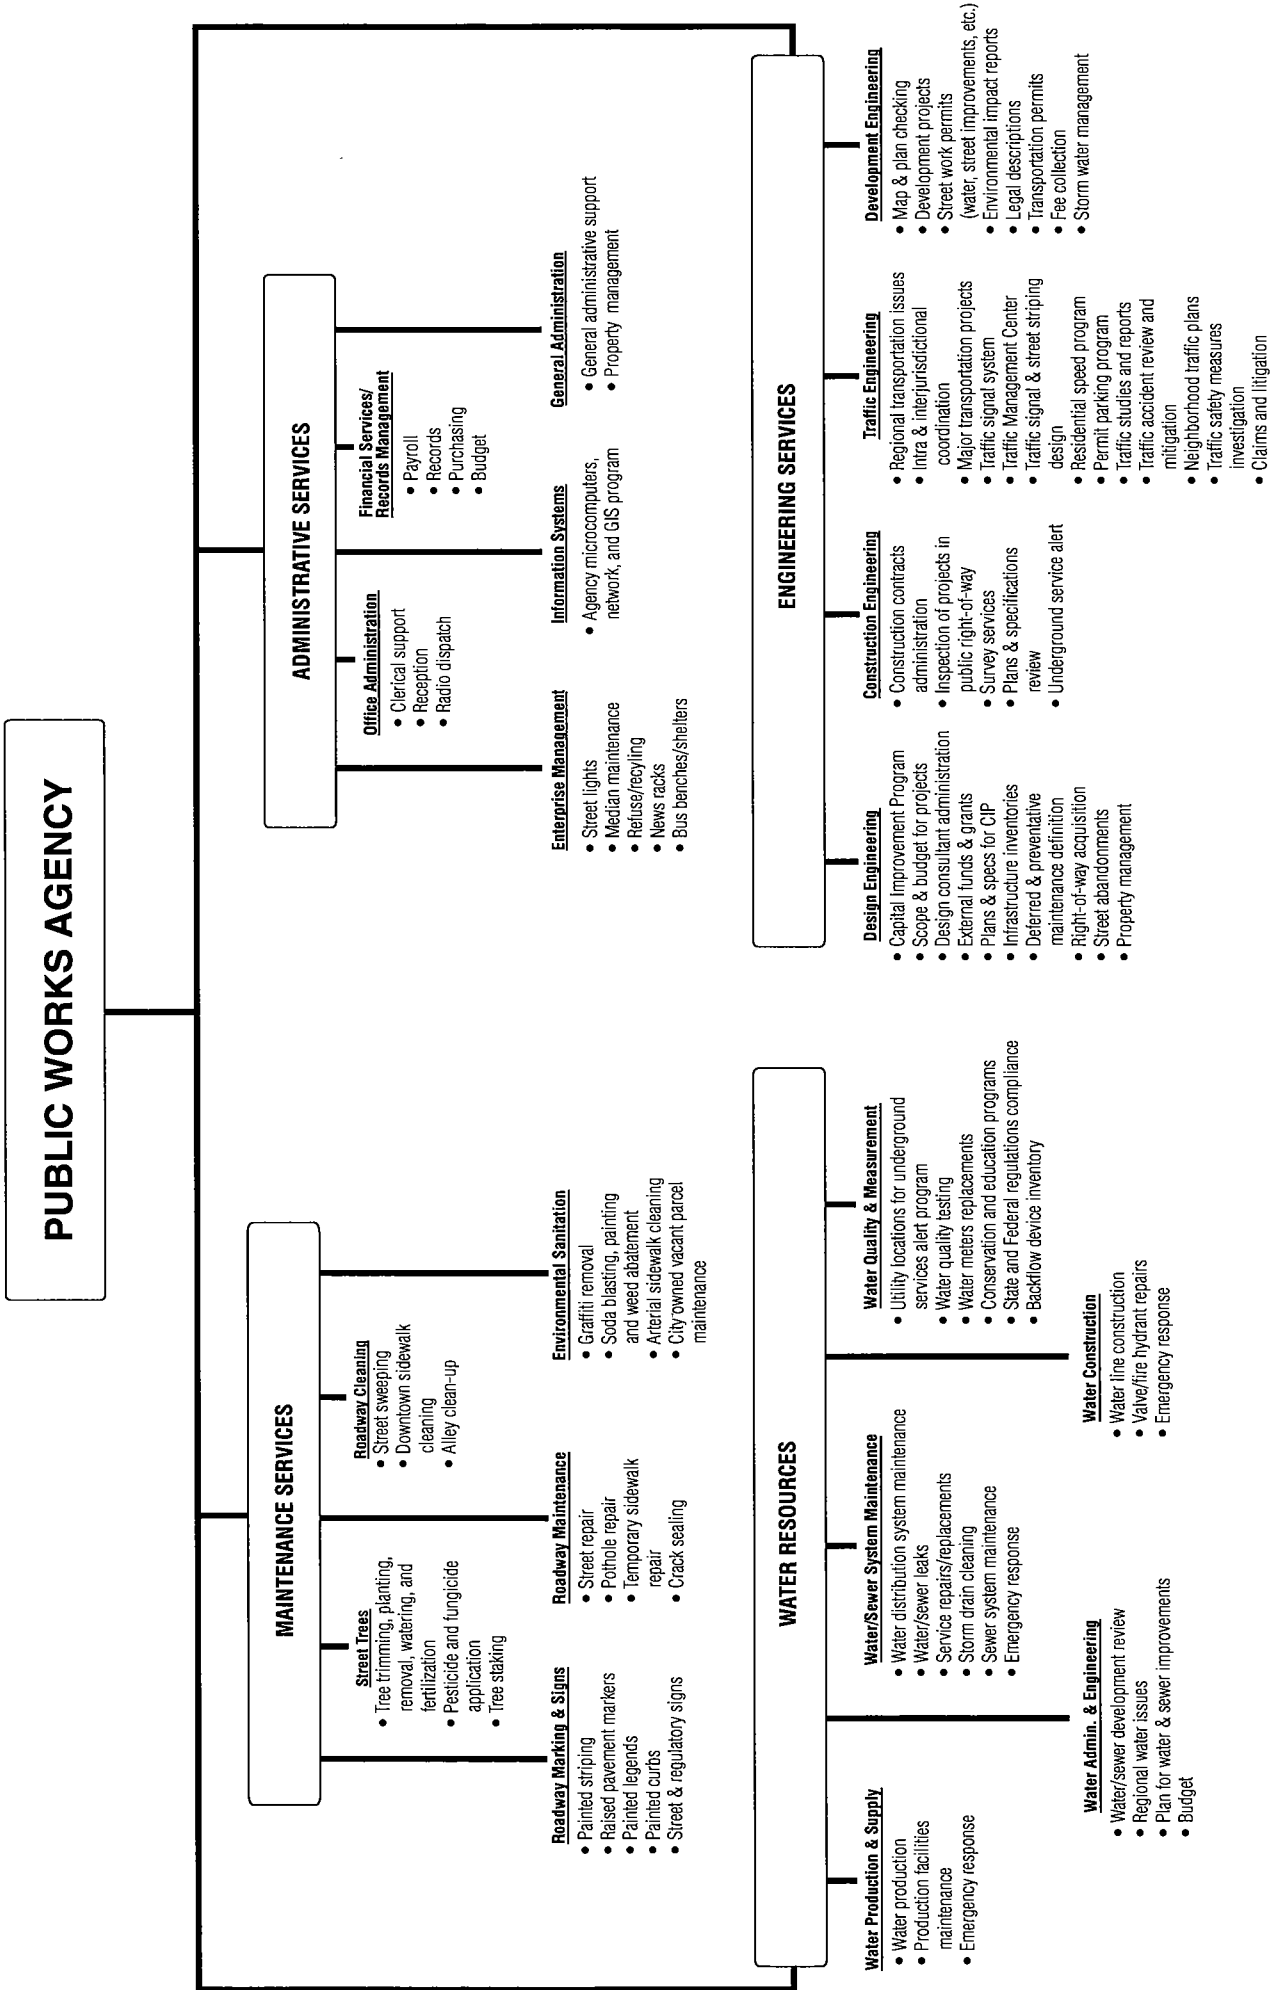 PUBLIC WORKS AGENCY
MAINTENANCE SERVICES
Street Trees
• Tree trimming, planting,
removal, watering, and
fertilization
• Pesticide and fungicide
application
• Tree staking
Roadway Cleaning
• Street sweeping
• Downtown sidewalk
cleaning
• Alley clean-up
Roadway Marking & Signs
• Painted striping
• Raised pavement markers
• Painted legends
• Painted curbs
• Street & regulatory signs
Roadway Maintenance
• Street repair
• Pothole repair
• Temporary sidewalk
repair
• Crack sealing
Environmental Sanitation
• Graffiti removal
• Soda blasting, painting
and weed abatement
• Arterial sidewalk cleaning
• City owned vacant parcel
maintenance
ADMINISTRATIVE SERVICES
Office Administration
• Clerical support
• Reception
• Radio dispatch
Financial Services/
Records Management
• Payroll
• Records
• Purchasing
• Budget
Enterprise Management
• Street lights
• Median maintenance
• Refuse/recyling
• News racks
• Bus benches/shelters
Information Systems
• Agency microcomputers,
network, and GIS program
General Administration
• General administrative support
• Property management
WATER RESOURCES
Water Production & Supply
• Water production
• Production facilities
maintenance
• Emergency response
Water/Sewer System Maintenance
• Water distribution system maintenance
• Water/sewer leaks
• Service repairs/replacements
• Storm drain cleaning
• Sewer system maintenance
• Emergency response
Water Quality & Measurement
• Utility locations for underground
services alert program
• Water quality testing
• Water meters replacements
• Conservation and education programs
• State and Federal regulations compliance
• Backflow device inventory
Water Admin. & Engineering
• Water/sewer development review
• Regional water issues
• Plan for water & sewer improvements
• Budget
Water Construction
• Water line construction
• Valve/fire hydrant repairs
• Emergency response
ENGINEERING SERVICES
Design Engineering
• Capital Improvement Program
• Scope & budget for projects
• Design consultant administration
• External funds & grants
• Plans & specs for CIP
• Infrastructure inventories
• Deferred & preventative
maintenance definition
• Right-of-way acquisition
• Street abandonments
• Property management
Construction Engineering
• Construction contracts
administration
• Inspection of projects in
public right-of-way
• Survey services
• Plans & specifications
review
• Underground service alert
Traffic Engineering
• Regional transportation issues
• Intra & interjurisdictional
coordination
• Major transportation projects
• Traffic signal system
• Traffic Management Center
• Traffic signal & street striping
design
• Residential speed program
• Permit parking program
• Traffic studies and reports
• Traffic accident review and
mitigation
• Neighborhood traffic plans
• Traffic safety measures
investigation
• Claims and litigation
Development Engineering
• Map & plan checking
• Development projects
• Street work permits
(water, street improvements, etc.)
• Environmental impact reports
• Legal descriptions
• Transportation permits
• Fee collection
• Storm water management